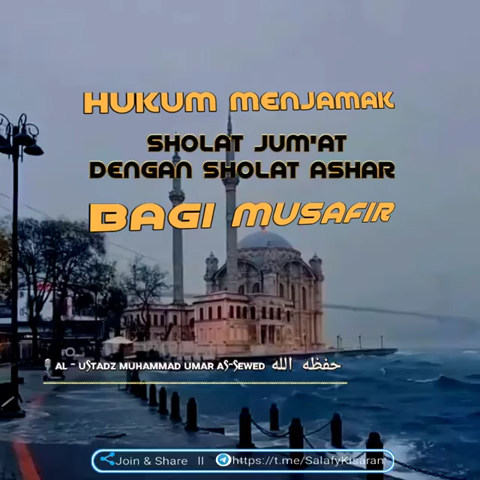 HUKUM MENJAMAK
SHOLAT JUM'AT
DENGAN SHOLAT ASHAR
BAGI MUSAFIR
AL - USTADZ MUHAMMAD UMAR AS-SEWED حفظه الله
Join & Share II https://t.me/SalafyKisaran